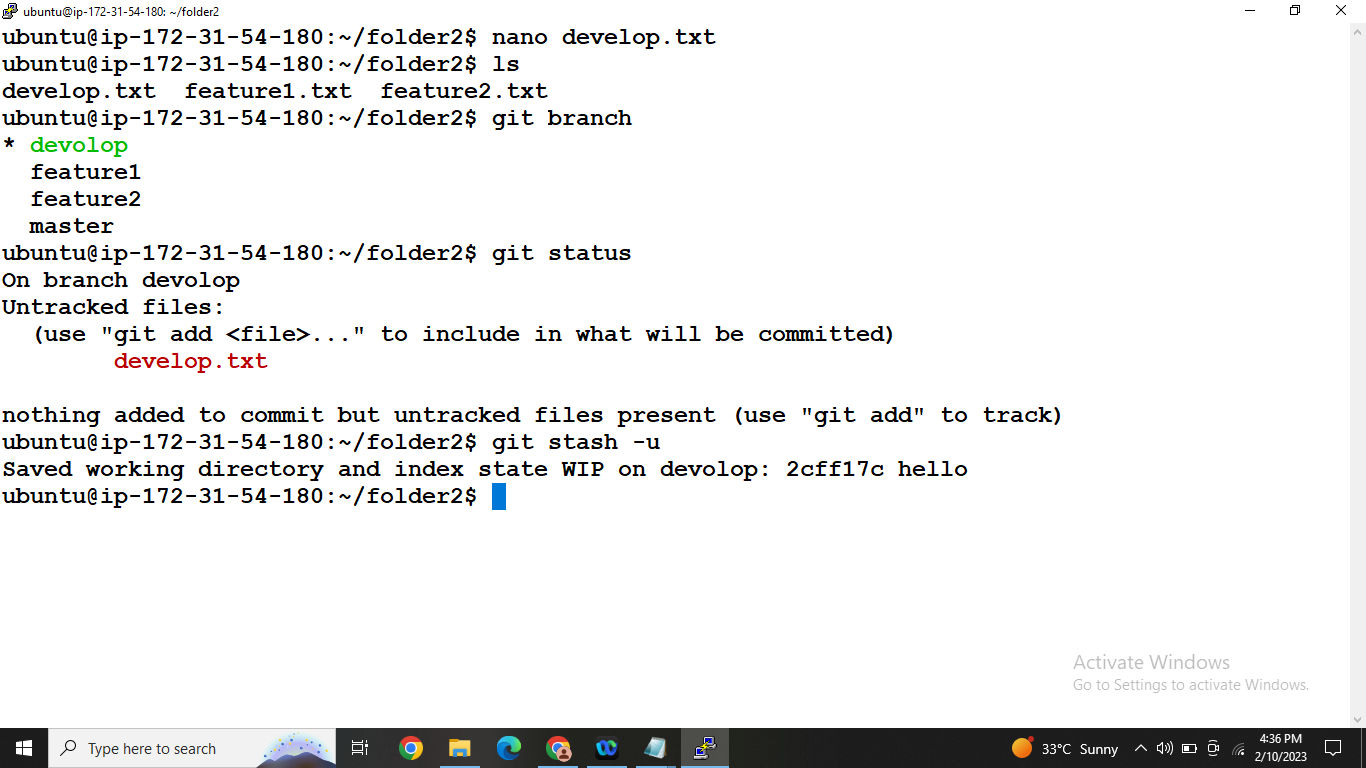 ubuntu@ip-172-31-54-180: ~/folder2
ubuntu@ip-172-31-54-180:~/folder2$ nano develop.txt
ubuntu@ip-172-31-54-180:~/folder2$ ls
develop.txt  feature1.txt  feature2.txt
ubuntu@ip-172-31-54-180:~/folder2$ git branch
* devolop
  feature1
  feature2
  master
ubuntu@ip-172-31-54-180:~/folder2$ git status
On branch devolop
Untracked files:
  (use "git add <file>..." to include in what will be committed)
        develop.txt
nothing added to commit but untracked files present (use "git add" to track)
ubuntu@ip-172-31-54-180:~/folder2$ git stash -u
Saved working directory and index state WIP on devolop: 2cff17c hello
ubuntu@ip-172-31-54-180:~/folder2$
Activate Windows
Go to Settings to activate Windows.
Type here to search
33°C Sunny
4:36 PM
2/10/2023